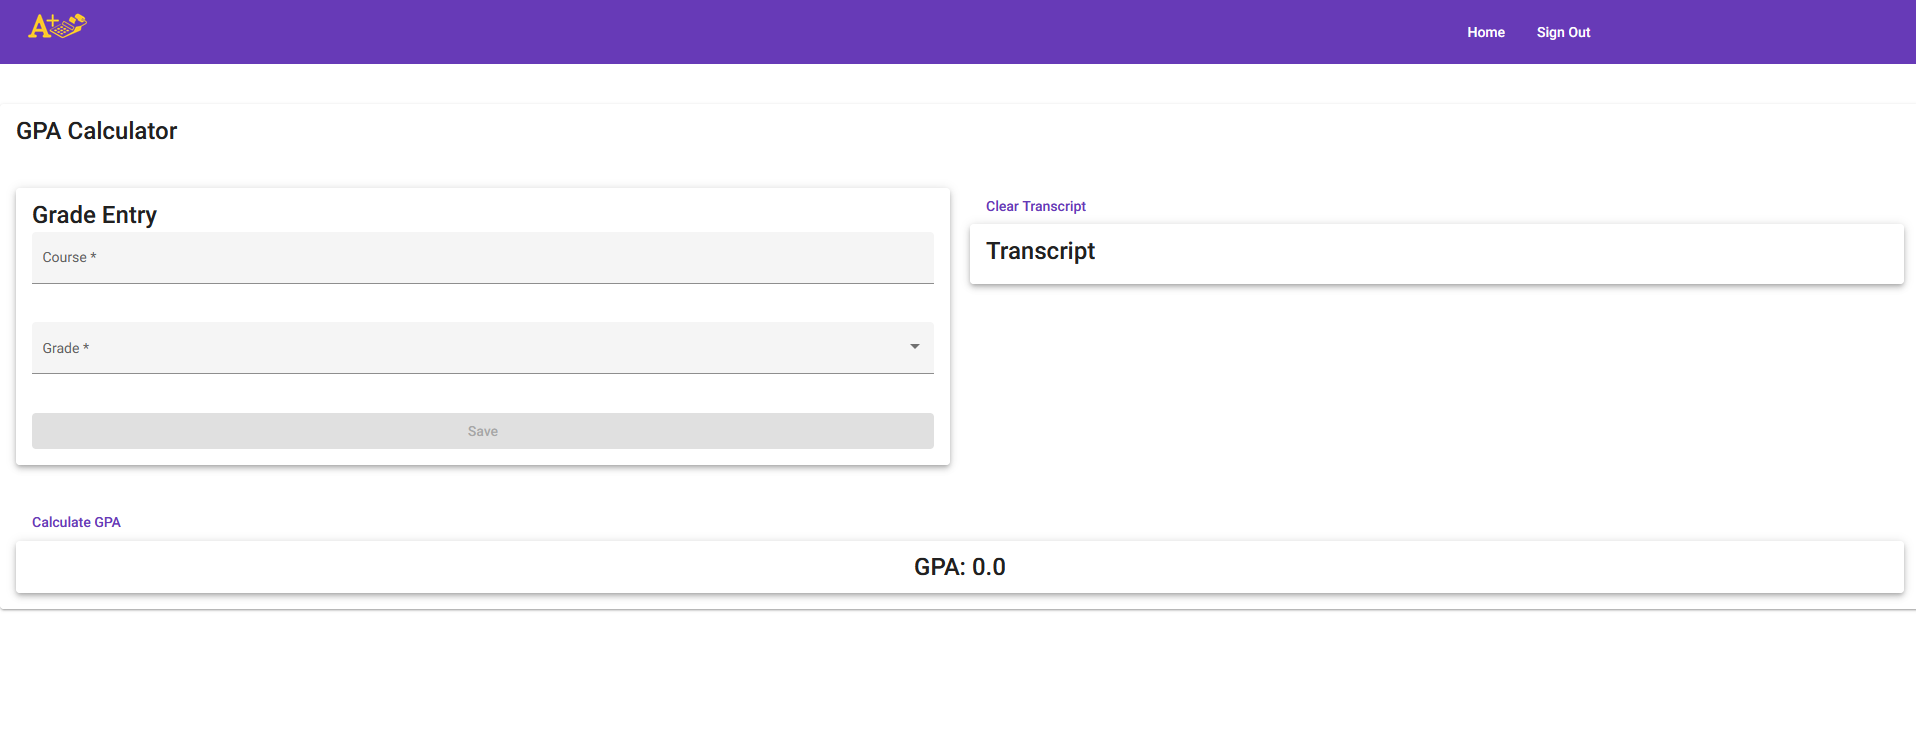 A+
Home
Sign Out
GPA Calculator
Grade Entry
Course *
Grade *
Save
Clear Transcript
Transcript
Calculate GPA
GPA: 0.0